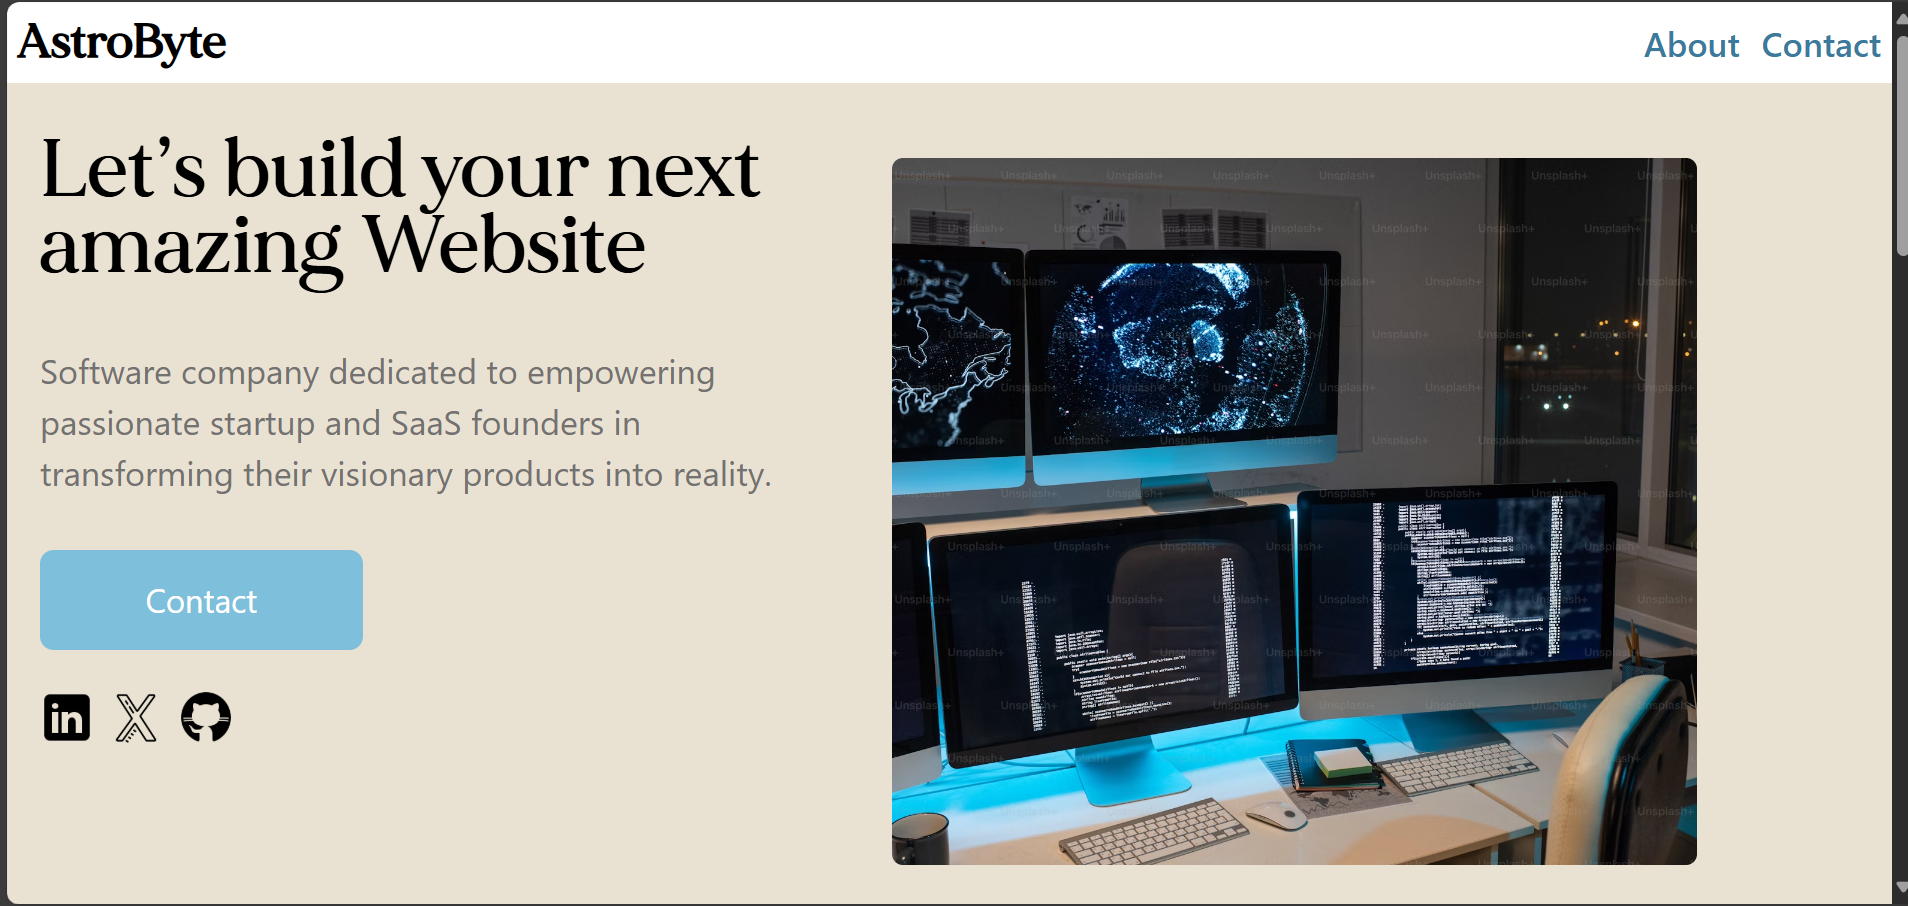 AstroByte
About Contact
Let’s build your next
amazing Website
Software company dedicated to empowering
passionate startup and SaaS founders in
transforming their visionary products into reality.
Contact
in
Unsplash+